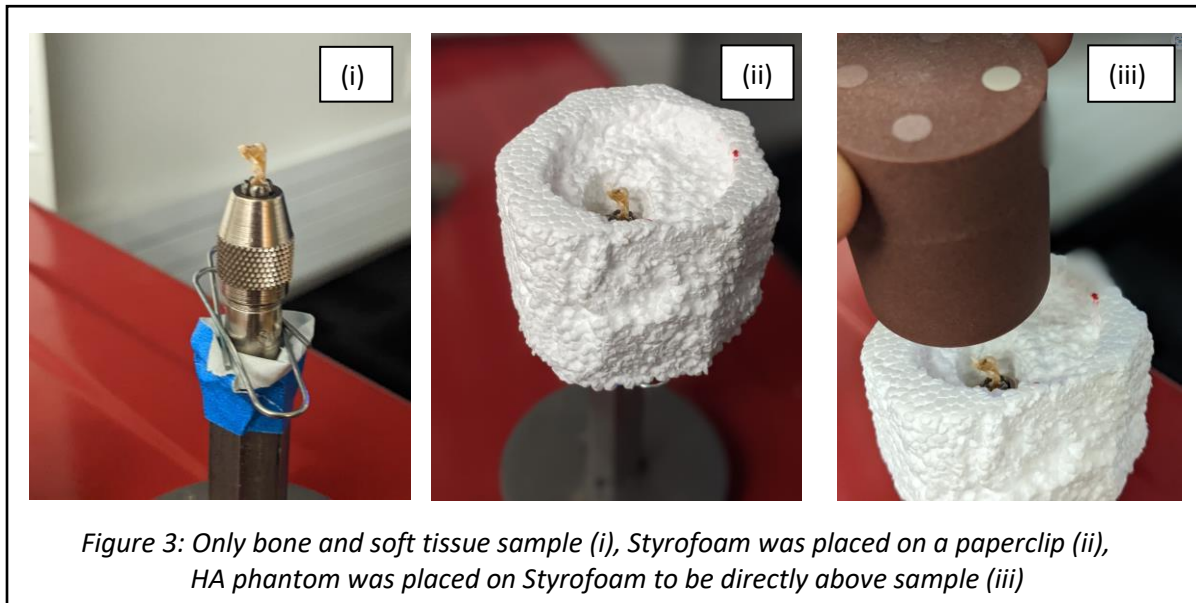 (i)
(ii)
(iii)
Figure 3: Only bone and soft tissue sample (i), Styrofoam was placed on a paperclip (ii),
HA phantom was placed on Styrofoam to be directly above sample (iii)